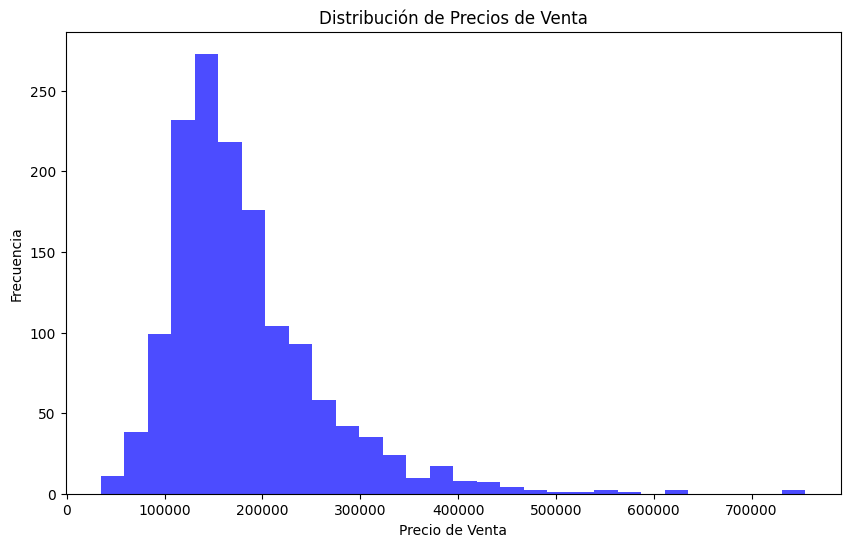 Distribución de Precios de Venta
Frecuencia
250
200
150
100
50
0
0 100000 200000 300000 400000 500000 600000 700000
Precio de Venta